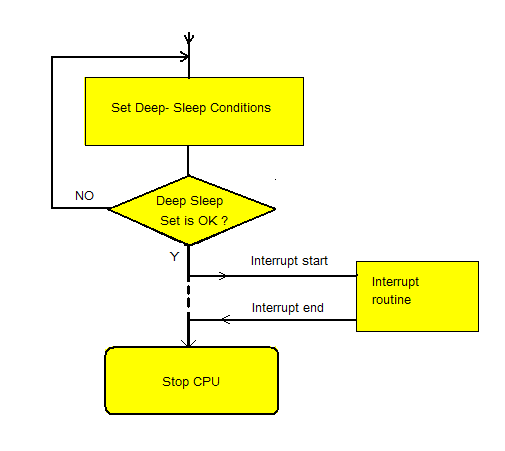 Set Deep- Sleep Conditions
NO
Deep Sleep
Set is OK ?
Y
Interrupt start
Interrupt
routine
Interrupt end
Stop CPU